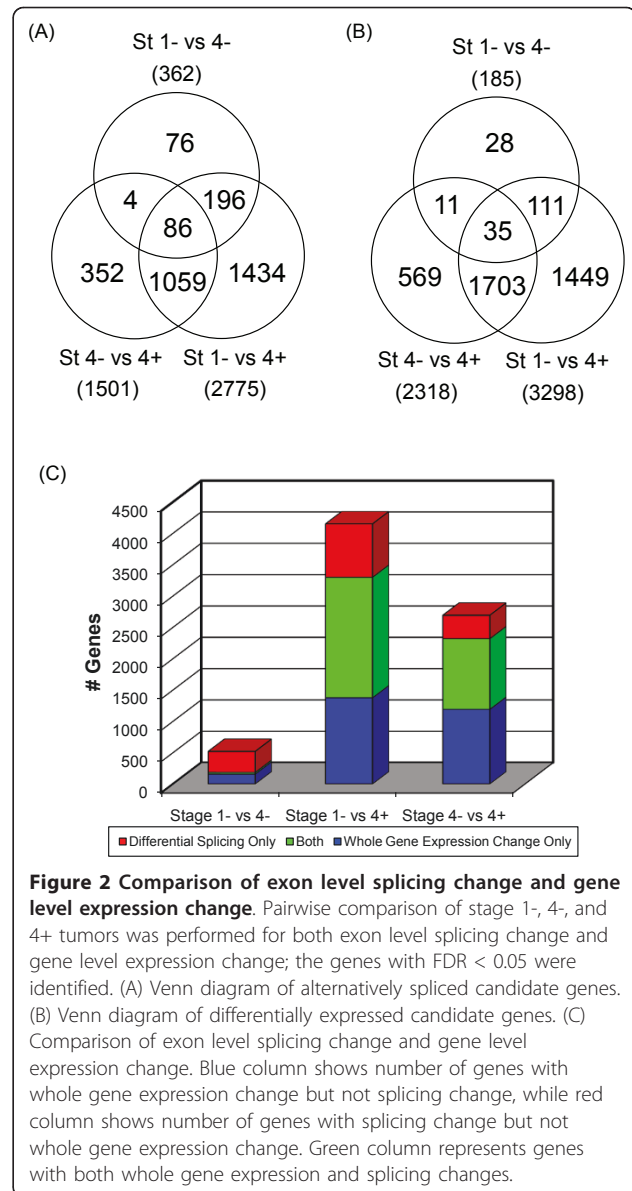 (A)
St 1- vs 4-
(362)
76
4
196
86
352
1059
1434
St 4- vs 4+
St 1- vs 4+
(1501)
(2775)
(B)
St 1- vs 4-
(185)
28
11
111
35
569
1703
1449
St 4- vs 4+
St 1- vs 4+
(2318)
(3298)
(C)
# Genes
4500
4000
3500
3000
2500
2000
1500
1000
500
0
Stage 1- vs 4-
Stage 1- vs 4+
Stage 4- vs 4+
Differential Splicing Only
Both
Whole Gene Expression Change Only
Figure 2 Comparison of exon level splicing change and gene
level expression change. Pairwise comparison of stage 1-, 4-, and
4+ tumors was performed for both exon level splicing change and
gene level expression change; the genes with FDR < 0.05 were
identified. (A) Venn diagram of alternatively spliced candidate genes.
(B) Venn diagram of differentially expressed candidate genes. (C)
Comparison of exon level splicing change and gene level
expression change. Blue column shows number of genes with
whole gene expression change but not splicing change, while red
column shows number of genes with splicing change but not
whole gene expression change. Green column represents genes
with both whole gene expression and splicing changes.